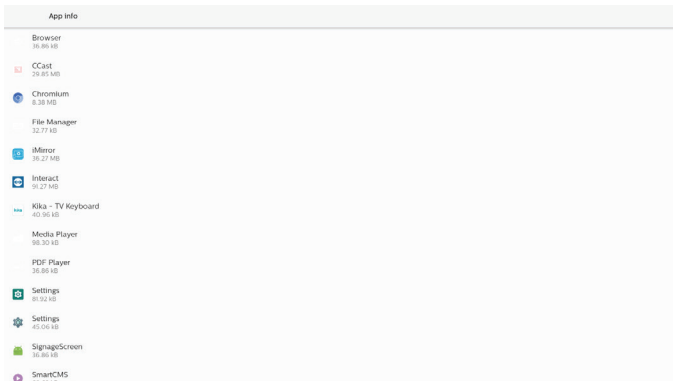 App info
Browser
36.86 kB
CCast
29.85 MB
Chromium
8.38 MB
File Manager
32.77 kB
iMirror
36.27 MB
Interact
91.27 MB
kika
Kika - TV Keyboard
40.96 kB
Media Player
98.30 kB
PDF Player
36.86 kB
Settings
81.92 kB
Settings
45.06 kB
SignageScreen
36.86 kB
SmartCMS